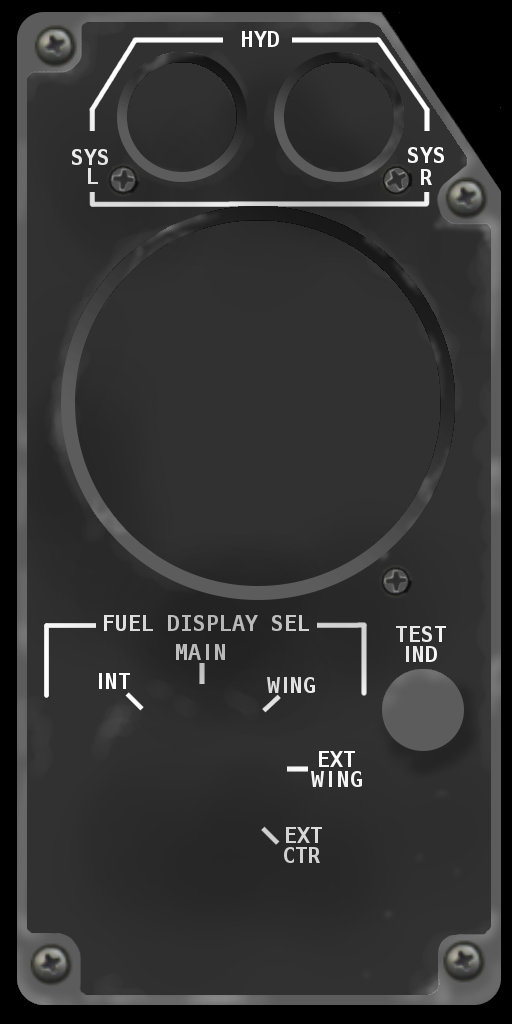 HYD
SYS
L
SYS
R
FUEL DISPLAY SEL
MAIN
INT
WING
TEST
IND
EXT
WING
EXT
CTR